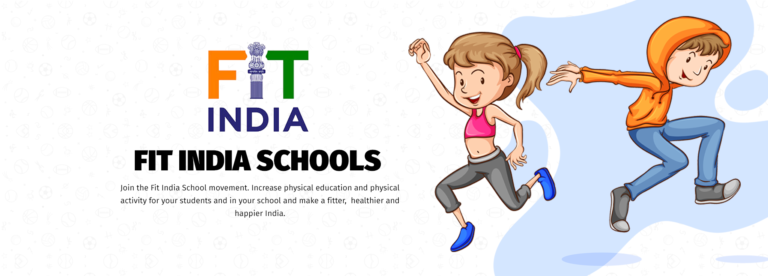 FIT
INDIA
FIT INDIA SCHOOLS
Join the Fit India School movement. Increase physical education and physical
activity for your students and in your school and make a fitter, healthier and
happier India.